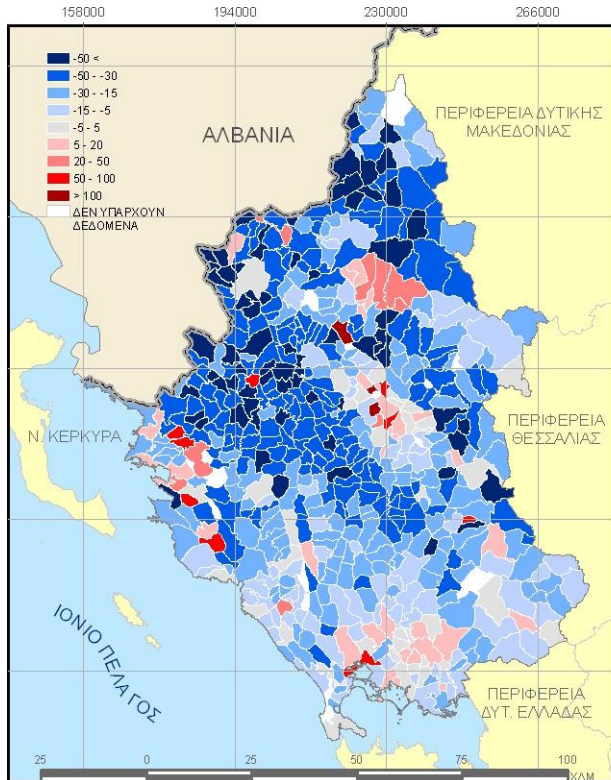 158000 194000 230000 266000
-50 <
-50 - -30
-30 - -15
-15 - -5
-5 - 5
5 - 20
20 - 50
50 - 100
> 100
ΔΕΝ ΥΠΑΡΧΟΥΝ
ΔΕΔΟΜΕΝΑ
ΑΛΒΑΝΙΑ
ΠΕΡΙΦΕΡΕΙΑ ΔΥΤΙΚΗΣ
ΜΑΚΕΔΟΝΙΑΣ
Ν. ΚΕΡΚΥΡΑ
ΠΕΡΙΦΕΡΕΙΑ
ΘΕΣΣΑΛΙΑΣ
ΙΟΝΙΟ ΠΕΛΑΓΟΣ
ΠΕΡΙΦΕΡΕΙΑ
ΔΥΤ. ΕΛΛΑΔΑΣ
25 0 25 50 75 100
ΧΛΜ